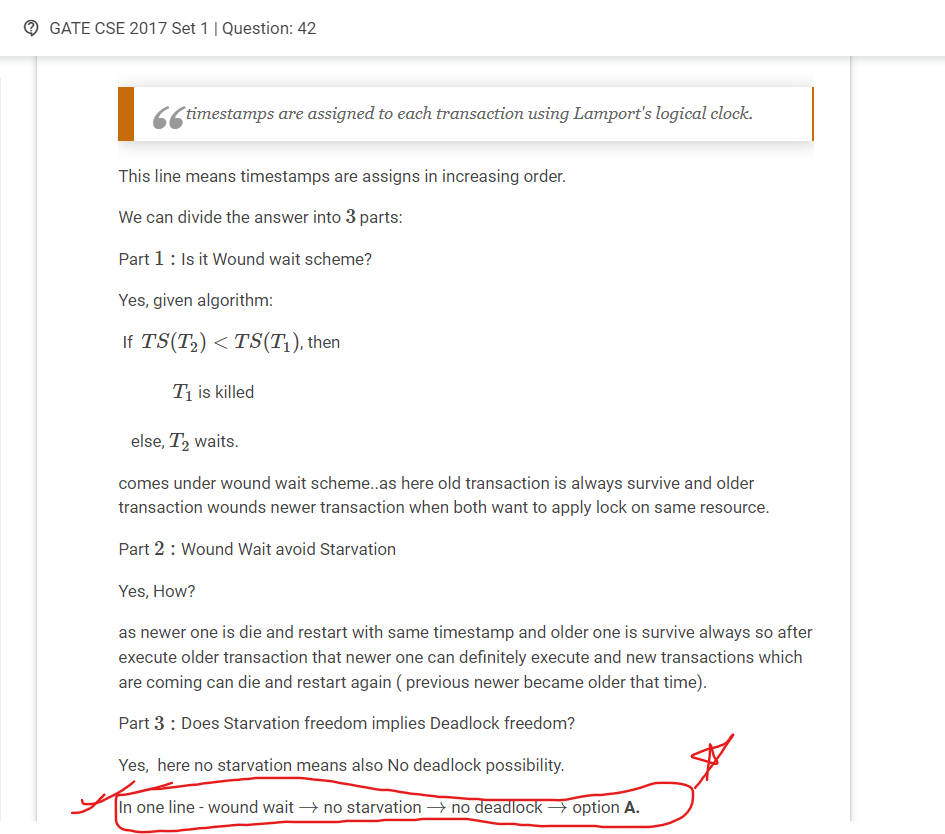 GATE CSE 2017 Set 1 | Question: 42
“timestamps are assigned to each transaction using Lamport's logical clock.
This line means timestamps are assigns in increasing order.
We can divide the answer into 3 parts:
Part 1 : Is it Wound wait scheme?
Yes, given algorithm:
If TS(T₂) < TS(T₁), then
T₁ is killed
else, T₂ waits.
comes under wound wait scheme..as here old transaction is always survive and older
transaction wounds newer transaction when both want to apply lock on same resource.
Part 2 : Wound Wait avoid Starvation
Yes, How?
as newer one is die and restart with same timestamp and older one is survive always so after
execute older transaction that newer one can definitely execute and new transactions which
are coming can die and restart again ( previous newer became older that time).
Part 3 : Does Starvation freedom implies Deadlock freedom?
Yes, here no starvation means also No deadlock possibility.
In one line - wound wait → no starvation → no deadlock → option A.